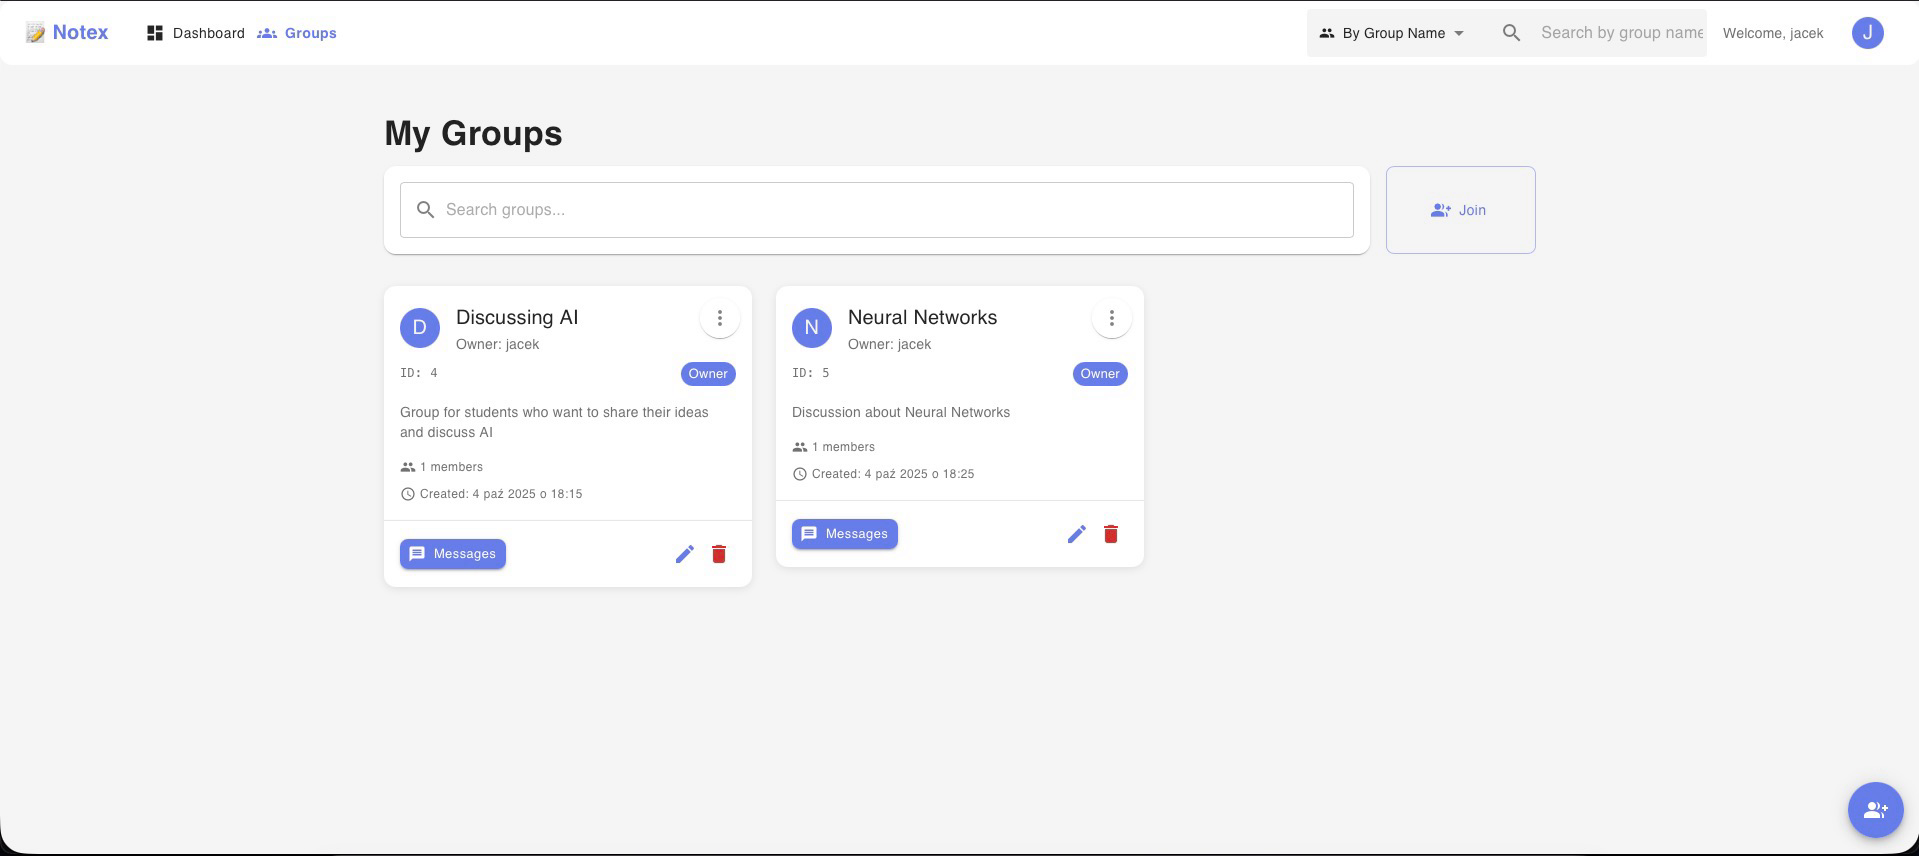 Notex
Dashboard
Groups
By Group Name
Search by group name
Welcome, jacek
J
My Groups
Search groups...
Join
D
Discussing AI
Owner: jacek
ID: 4
Owner
Group for students who want to share their ideas
and discuss AI
1 members
Created: 4 paź 2025 o 18:15
Messages
N
Neural Networks
Owner: jacek
ID: 5
Owner
Discussion about Neural Networks
1 members
Created: 4 paź 2025 o 18:25
Messages